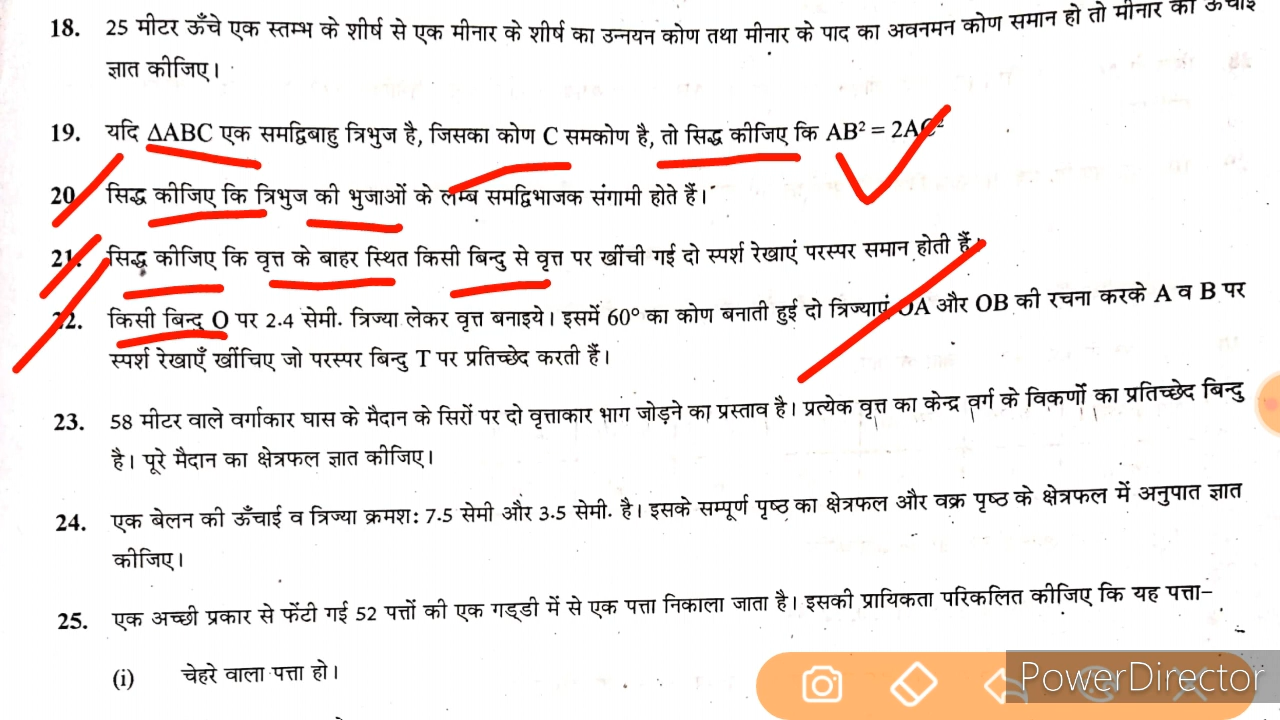 18. 25 मीटर ऊँचे एक स्तम्भ के शीर्ष से एक मीनार के शीर्ष का उन्नयन कोण तथा मीनार के पाद का अवनमन कोण समान हो तो मीनार की ऊँचाई
ज्ञात कीजिए।
19. यदि ΔABC एक समद्विबाहु त्रिभुज है, जिसका कोण C समकोण है, तो सिद्ध कीजिए कि AB² = 2AC²
20. सिद्ध कीजिए कि त्रिभुज की भुजाओं के लम्ब समद्विभाजक संगामी होते हैं।
21. सिद्ध कीजिए कि वृत्त के बाहर स्थित किसी बिन्दु से वृत्त पर खींची गई दो स्पर्श रेखाएं परस्पर समान होती हैं।
22. किसी बिन्दु O पर 2.4 सेमी. त्रिज्या लेकर वृत्त बनाइये। इसमें 60° का कोण बनाती हुई दो त्रिज्याएं OA और OB की रचना करके A व B पर
स्पर्श रेखाएँ खींचिए जो परस्पर बिन्दु T पर प्रतिच्छेद करती हैं।
23. 58 मीटर वाले वर्गाकार घास के मैदान के सिरों पर दो वृत्ताकार भाग जोड़ने का प्रस्ताव है। प्रत्येक वृत्त का केन्द्र वर्ग के विकर्णों का प्रतिच्छेद बिन्दु
है। पूरे मैदान का क्षेत्रफल ज्ञात कीजिए।
24. एक बेलन की ऊँचाई व त्रिज्या क्रमश: 7.5 सेमी और 3.5 सेमी. है। इसके सम्पूर्ण पृष्ठ का क्षेत्रफल और वक्र पृष्ठ के क्षेत्रफल में अनुपात ज्ञात
कीजिए।
25. एक अच्छी प्रकार से फेंटी गई 52 पत्तों की एक गड्डी में से एक पत्ता निकाला जाता है। इसकी प्रायिकता परिकलित कीजिए कि यह पत्ता–
(i) चेहरे वाला पत्ता हो।
PowerDirector